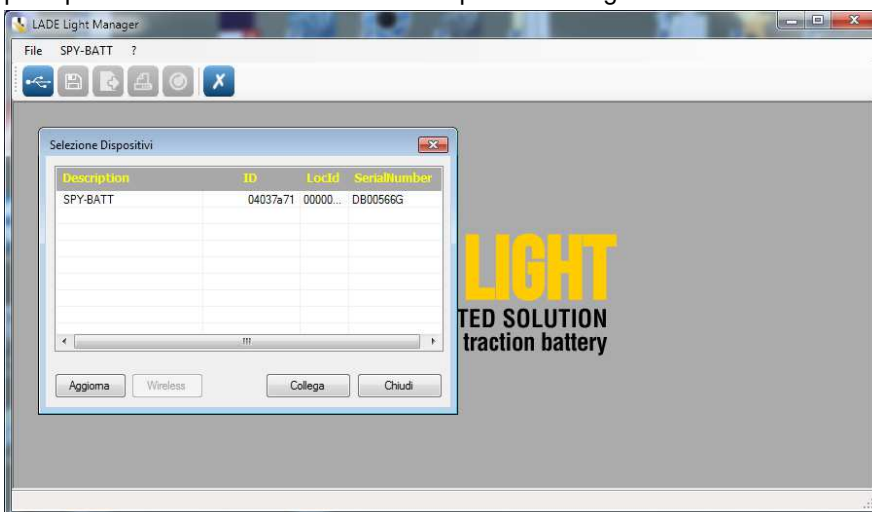 LADE Light Manager
File SPY-BATT ?
Selezione Dispositivi
Description ID LocId SerialNumber
SPY-BATT 04037a71 00000... DB00566G
LIGHT
TED SOLUTION
traction battery
Aggiorna Wireless Collega Chiudi